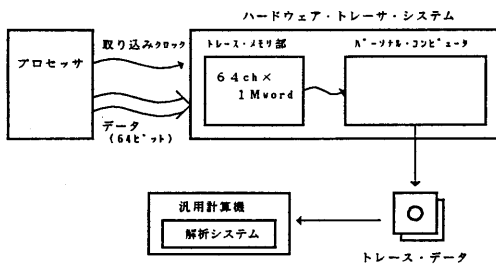 ハードウェア・トレーサ・システム
プロセッサ
取り込みクロック
データ
(64ビット)
トレース・メモリ部
64ch×
1Mword
パーソナル・コンピュータ
汎用計算機
解析システム
トレース・データ